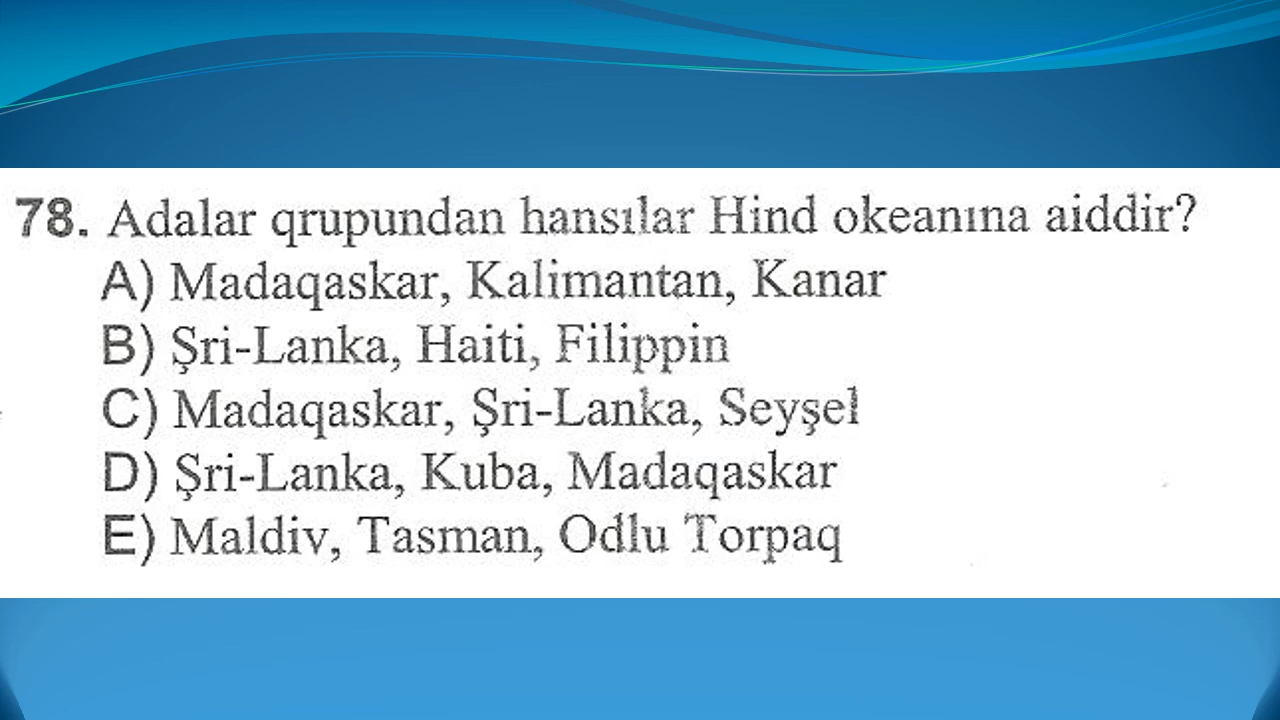 78. Adalar qrupundan hansılar Hind okeanına aiddir?
A) Madaqaskar, Kalimantan, Kanar
B) Şri-Lanka, Haiti, Filippin
C) Madaqaskar, Şri-Lanka, Seyşel
D) Şri-Lanka, Kuba, Madaqaskar
E) Maldiv, Tasman, Odlu Torpaq